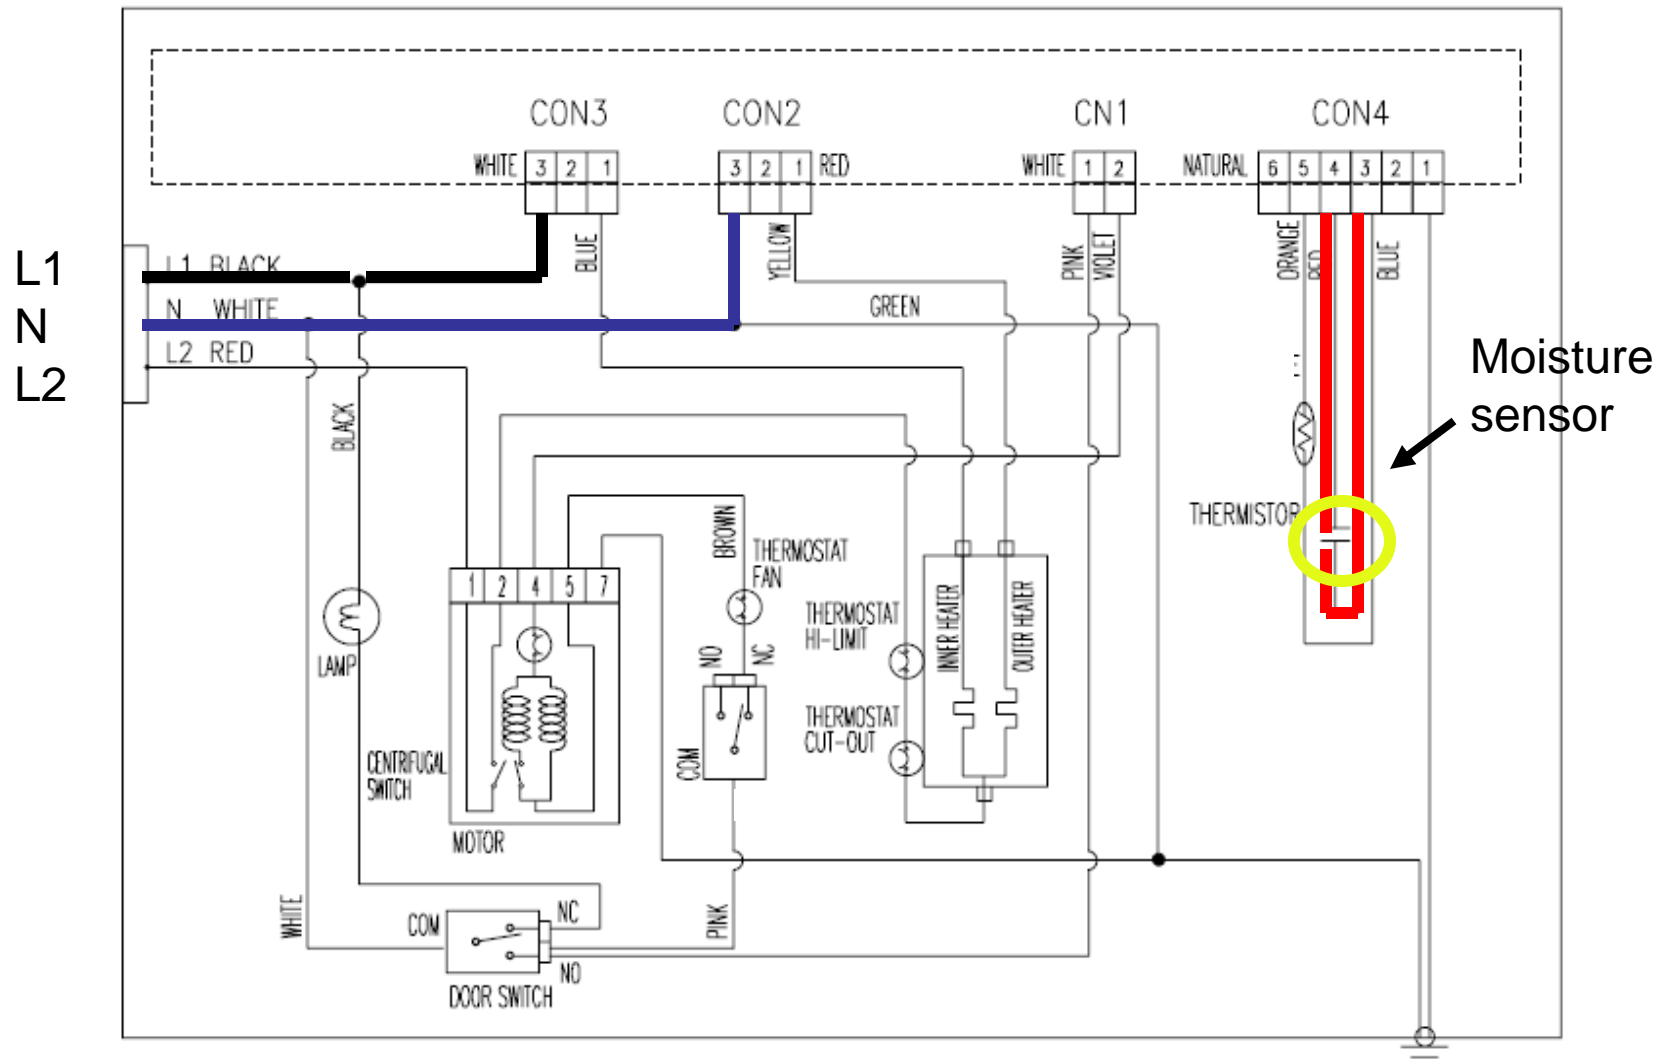 CON3 CON2 CN1 CON4
WHITE 3 2 1 3 2 1 RED WHITE 1 2 NATURAL 6 5 4 3 2 1
BLUE YELLOW PINK VIOLET ORANGE RED BLUE
L1 L1 BLACK
N N WHITE GREEN
L2 L2 RED
Moisture
sensor
BLACK
THERMISTOR
BROWN
THERMOSTAT
FAN
1 2 4 5 7
THERMOSTAT
HI-LIMIT
INNER HEATER OUTER HEATER
LAMP
NO NC
THERMOSTAT
CUT-OUT
COM
CENTRIFUGAL
SWITCH
MOTOR
WHITE COM NC PINK
NO
DOOR SWITCH